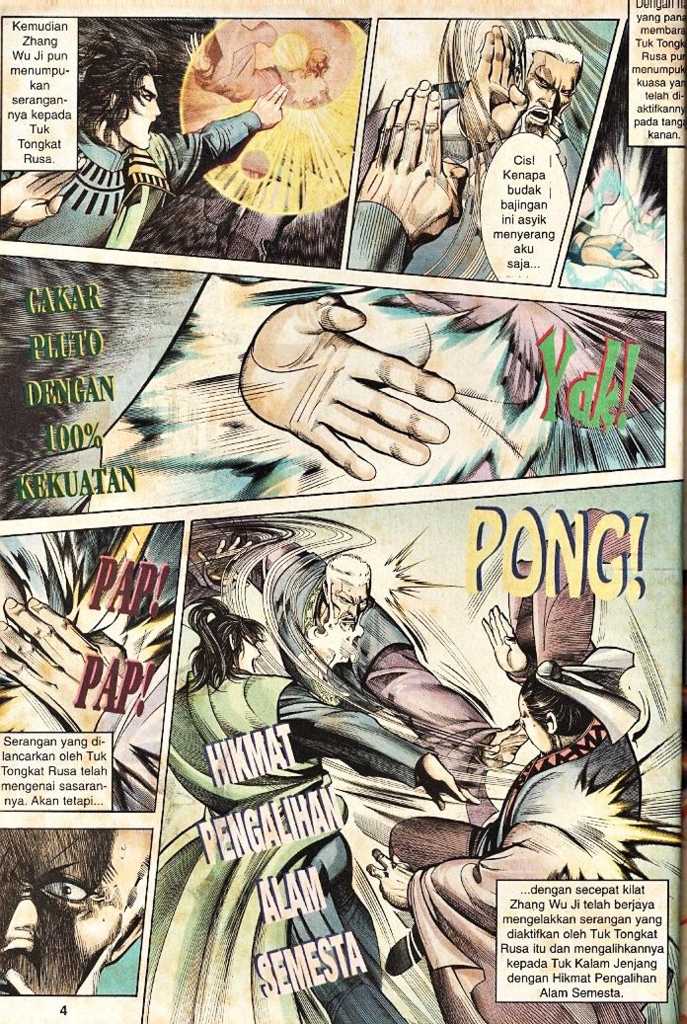 Kemudian
Zhang
Wu Ji pun
menumpu-
kan
serangan-
nya kepada
Tuk
Tongkat
Rusa.
Cis!
Kenapa
budak
bajingan
ini asyik
menyerang
aku
saja...
yang pana
membara
Tuk Tongk
Rusa pun
menumpuk
kuasa yan
telah di-
aktifkanny
pada tanga
kanan.
CAKAR
PLUTO
DENGAN
100%
KEKUATAN
Yak!
PAP!
PAP!
Serangan yang di-
lancarkan oleh Tuk
Tongkat Rusa telah
mengenai sasaran-
nya. Akan tetapi...
PONG!
HIKMAT
PENGALIHAN
ALAM
SEMESTA
...dengan secepat kilat
Zhang Wu Ji telah berjaya
mengelakkan serangan yang
diaktifkan oleh Tuk Tongkat
Rusa itu dan mengalihkannya
kepada Tuk Kalam Jenjang
dengan Hikmat Pengalihan
Alam Semesta.
4